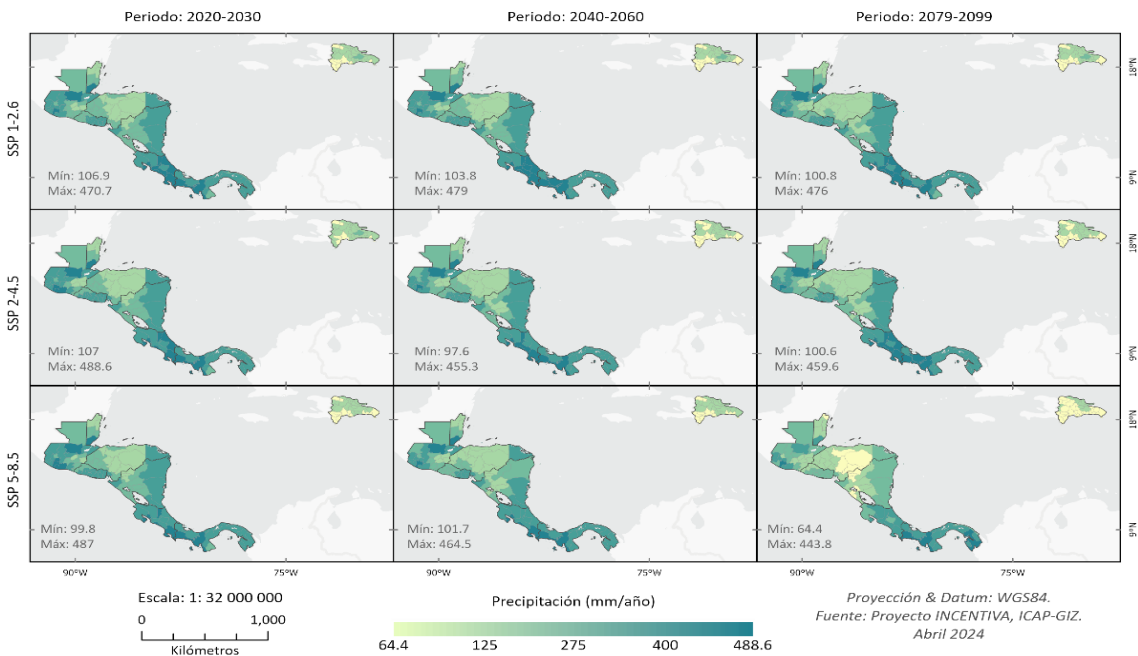 Periodo: 2020-2030 Periodo: 2040-2060 Periodo: 2079-2099
SSP 1-2.6
18°N
Mín: 106.9
Máx: 470.7
Mín: 103.8
Máx: 479
Mín: 100.8
Máx: 476
9°N
SSP 2-4.5
18°N
Mín: 107
Máx: 488.6
Mín: 97.6
Máx: 455.3
Mín: 100.6
Máx: 459.6
9°N
SSP 5-8.5
18°N
Mín: 99.8
Máx: 487
Mín: 101.7
Máx: 464.5
Mín: 64.4
Máx: 443.8
9°N
90°W 75°W 90°W 75°W 90°W 75°W
Escala: 1: 32 000 000
0 1,000
Kilómetros
Precipitación (mm/año)
64.4 125 275 400 488.6
Proyección & Datum: WGS84.
Fuente: Proyecto INCENTIVA, ICAP-GIZ.
Abril 2024